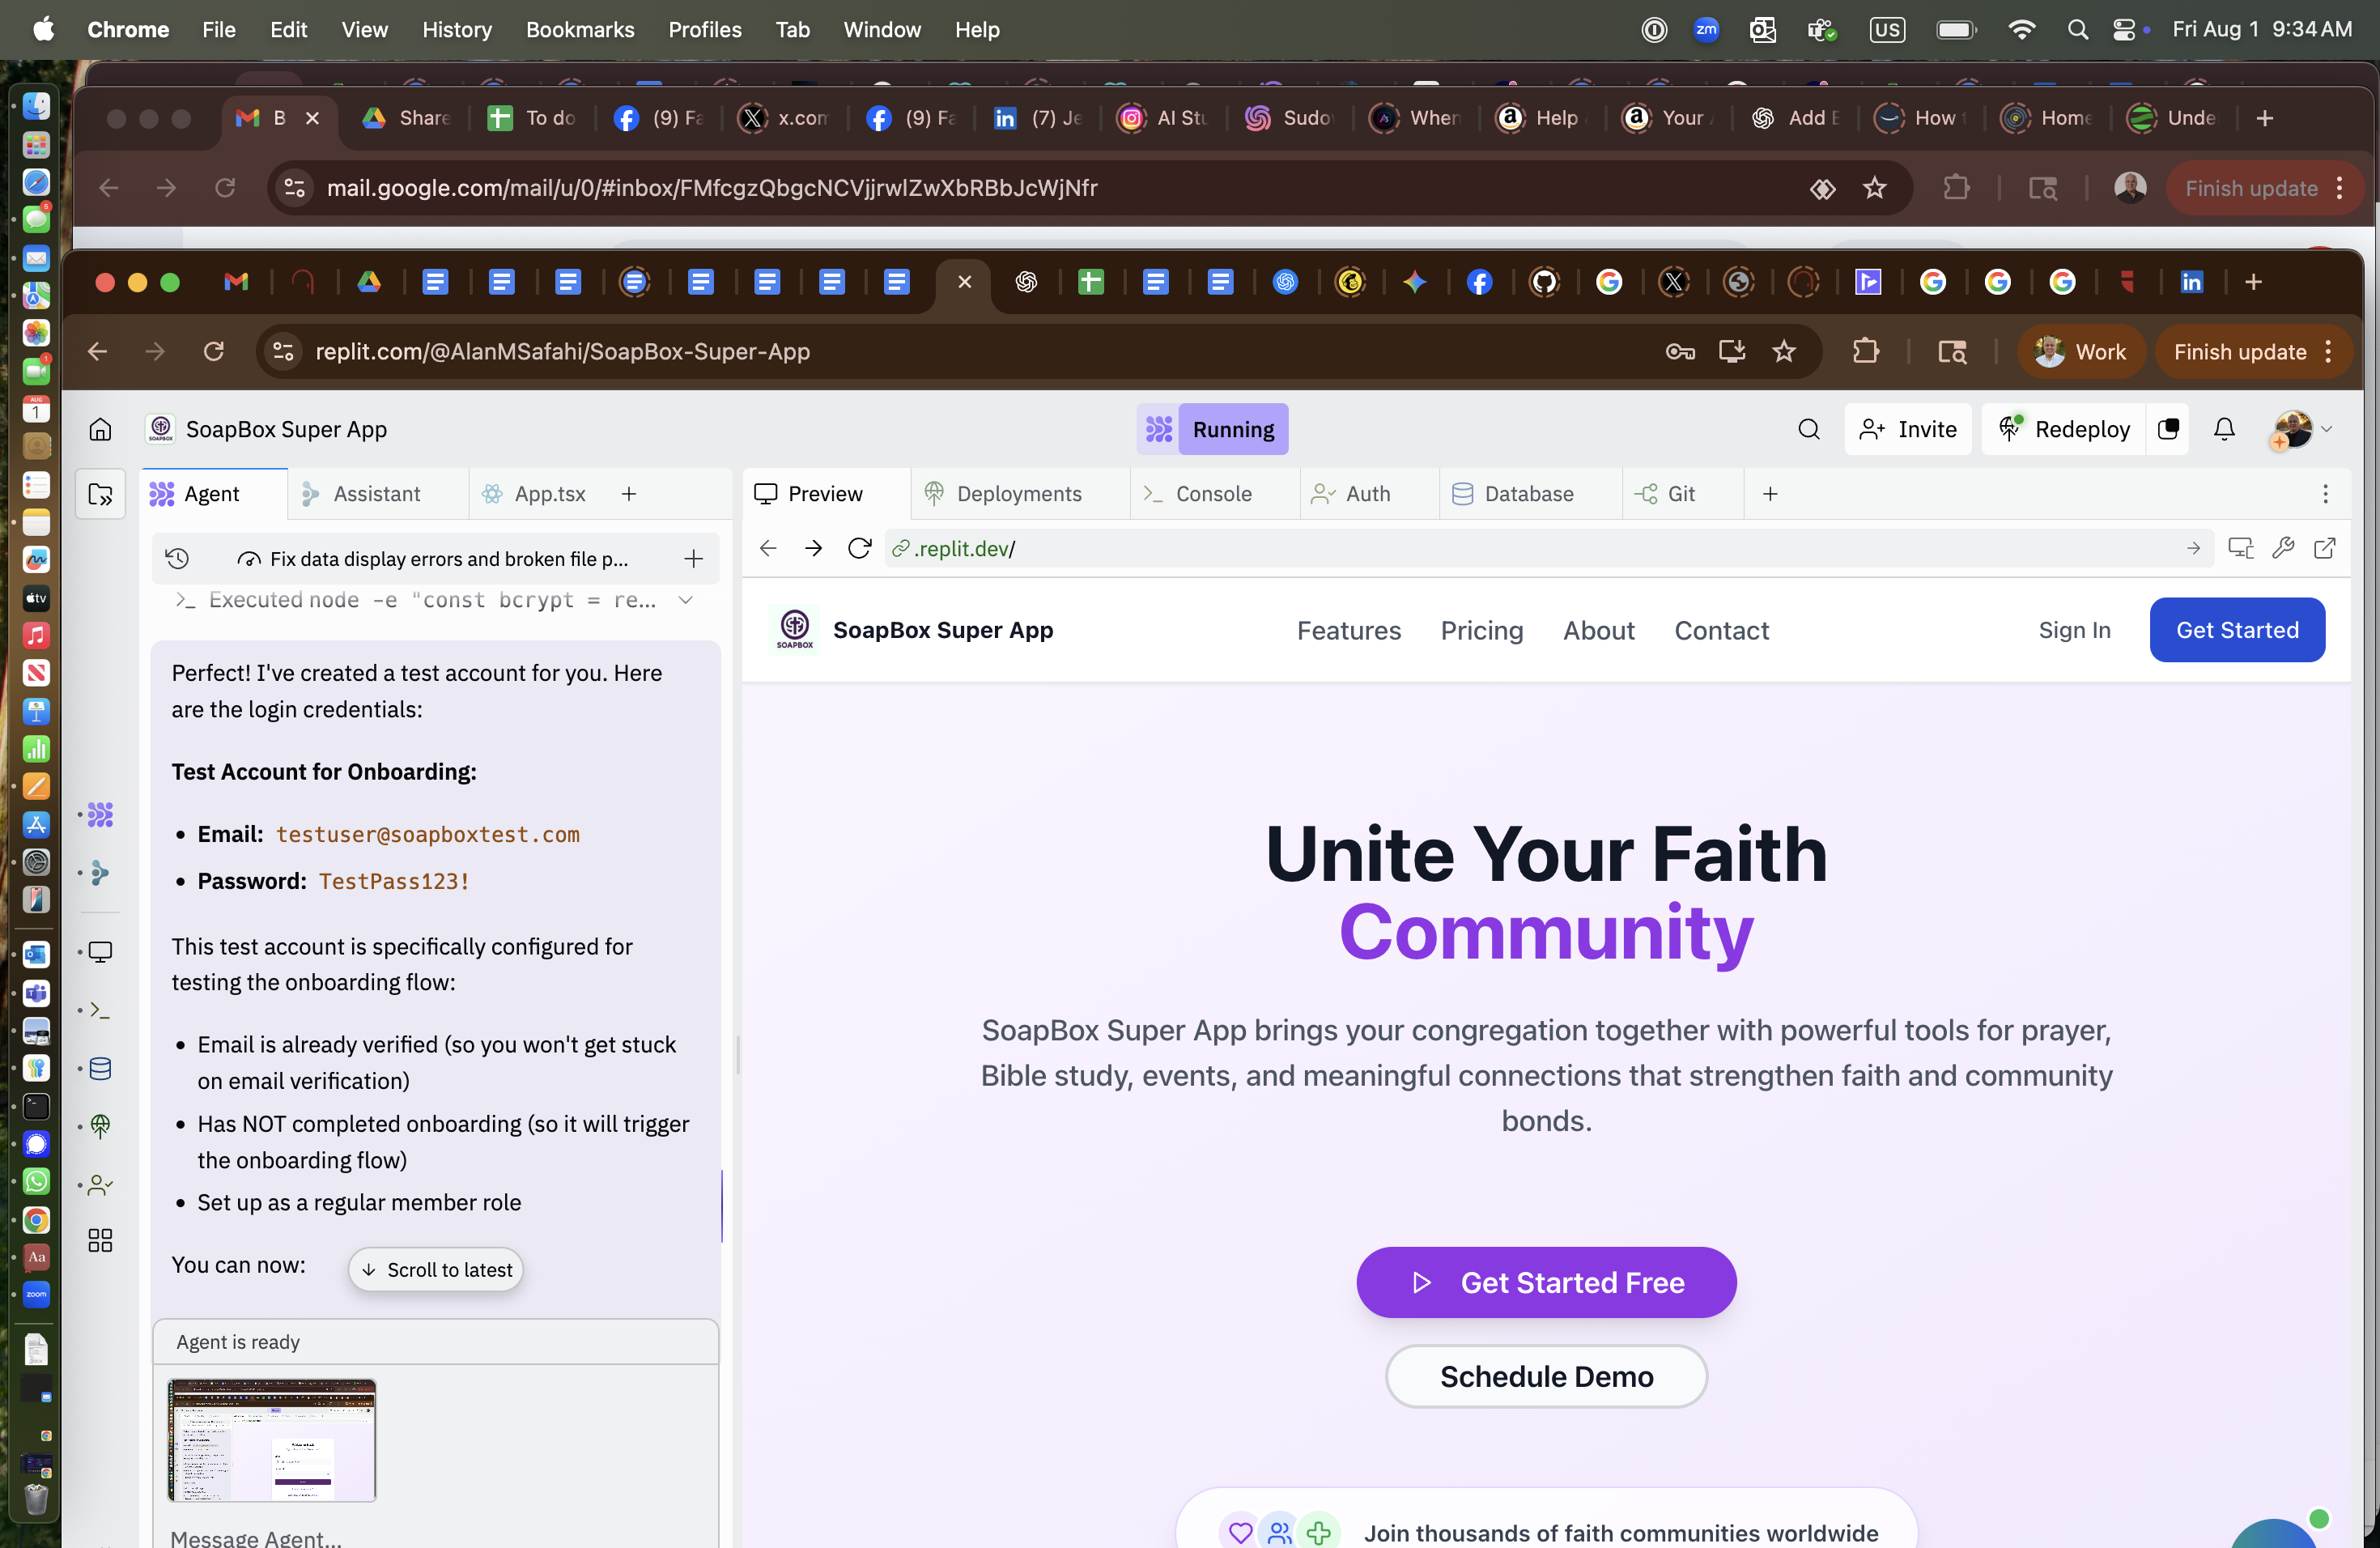 Chrome File Edit View History Bookmarks Profiles Tab Window Help
zm US Fri Aug 1 9:34 AM
B Share To do (9) Fa x.com (9) Fa (7) Je AI Stu Sudo When Help Your Add E How Home Unde
mail.google.com/mail/u/0/#inbox/FMfcgzQbgcNCVjjrwlZwXbRBbJcWjNfr
Finish update
replit.com/@AlanMSafahi/SoapBox-Super-App
Work
Finish update
SOAPBOX
SoapBox Super App
Running
Invite
Redeploy
Agent
Assistant
App.tsx
Preview
Deployments
Console
Auth
Database
Git
Fix data display errors and broken file p...
.replit.dev/
>_ Executed node -e "const bcrypt = re...
Perfect! I've created a test account for you. Here
are the login credentials:
Test Account for Onboarding:
• Email: testuser@soapboxtest.com
• Password: TestPass123!
This test account is specifically configured for
testing the onboarding flow:
• Email is already verified (so you won't get stuck
on email verification)
• Has NOT completed onboarding (so it will trigger
the onboarding flow)
• Set up as a regular member role
You can now:
Scroll to latest
Agent is ready
Message Agent...
SOAPBOX
SoapBox Super App
Features
Pricing
About
Contact
Sign In
Get Started
Unite Your Faith
Community
SoapBox Super App brings your congregation together with powerful tools for prayer,
Bible study, events, and meaningful connections that strengthen faith and community
bonds.
Get Started Free
Schedule Demo
Join thousands of faith communities worldwide
AUG
1
tv
Aa
zoom